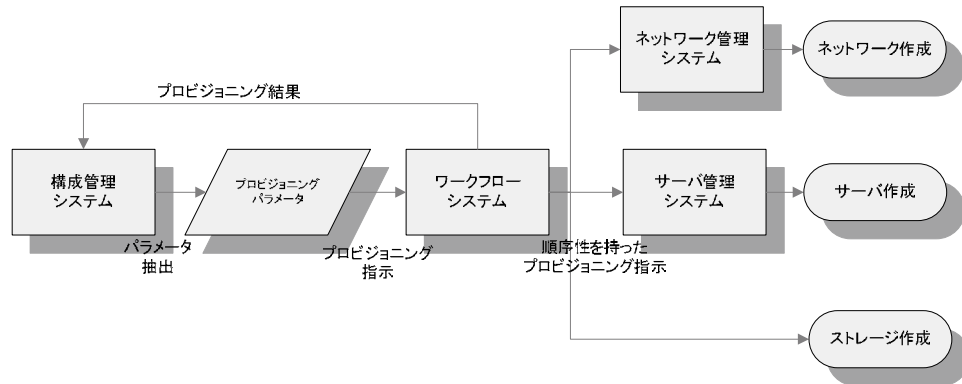 ネットワーク管理
システム
ネットワーク作成
プロビジョニング結果
構成管理
システム
プロビジョニング
パラメータ
ワークフロー
システム
サーバ管理
システム
サーバ作成
パラメータ
抽出
プロビジョニング
指示
順序性を持った
プロビジョニング指示
ストレージ作成